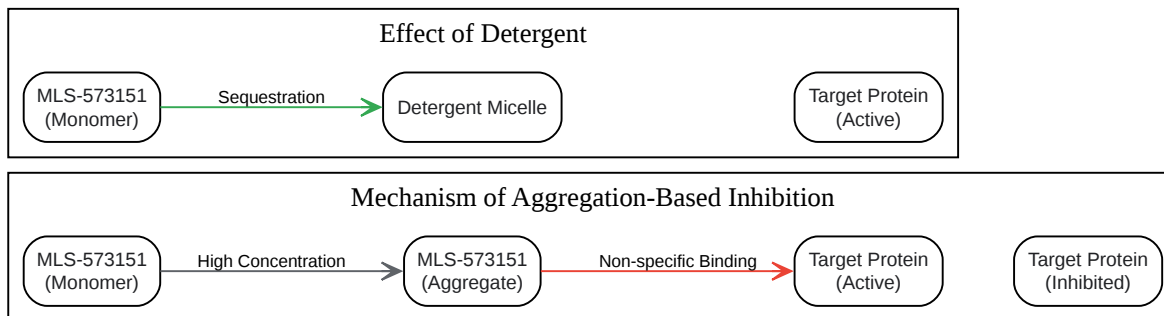 Effect of Detergent
MLS-573151
(Monomer)
Sequestration
Detergent Micelle
Target Protein
(Active)
Mechanism of Aggregation-Based Inhibition
MLS-573151
(Monomer)
High Concentration
MLS-573151
(Aggregate)
Non-specific Binding
Target Protein
(Active)
Target Protein
(Inhibited)